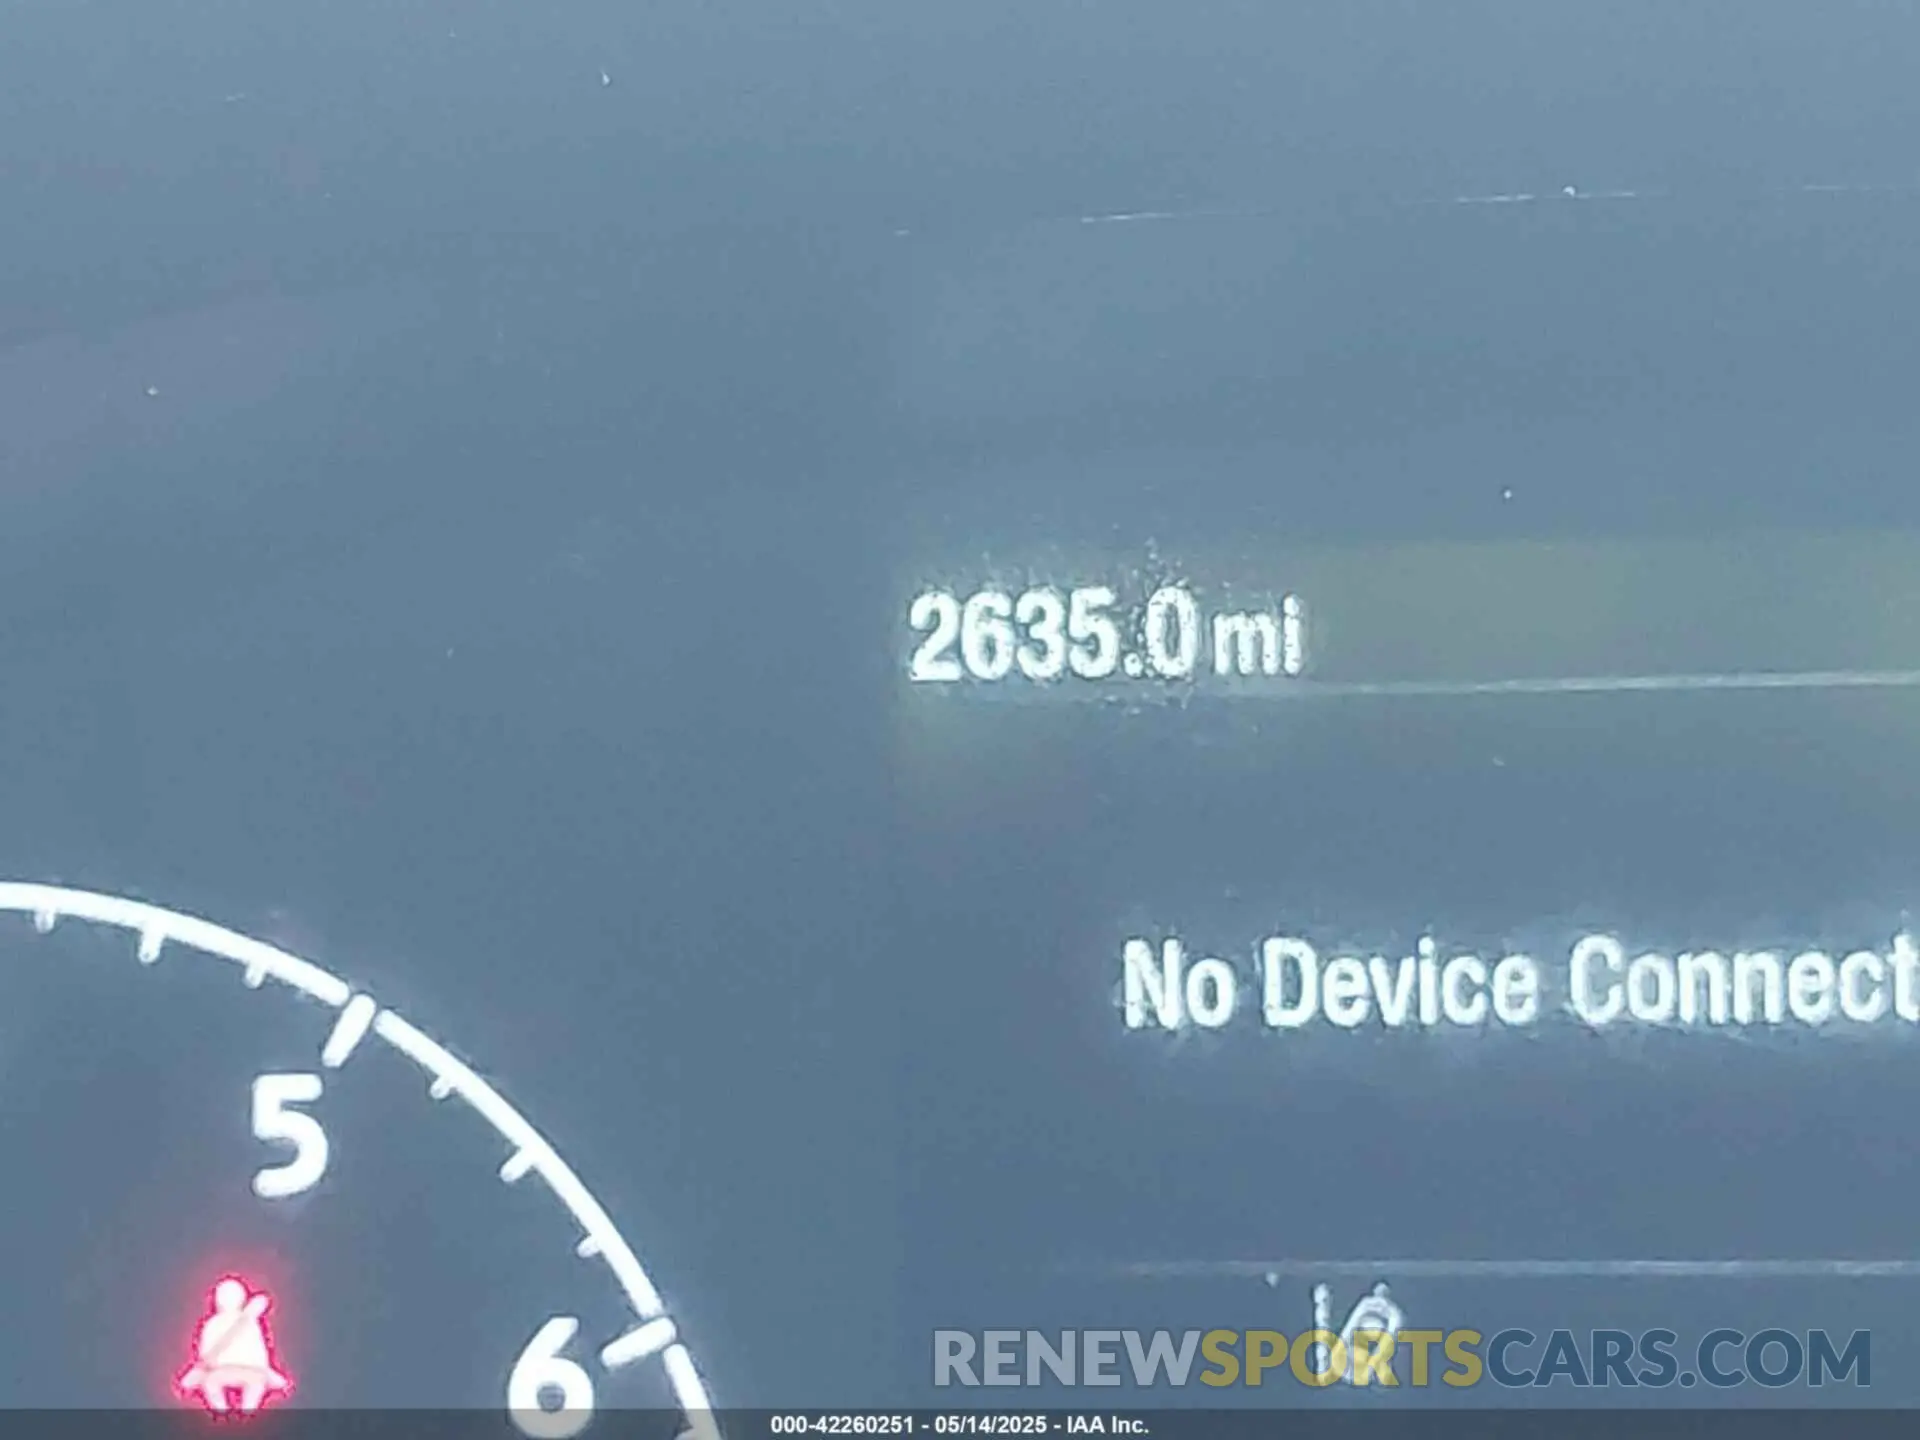 2635.0 mi
No Device Connect
5
6
RENEWSPORTSCARS.COM
000-42260251 - 05/14/2025 - IAA Inc.